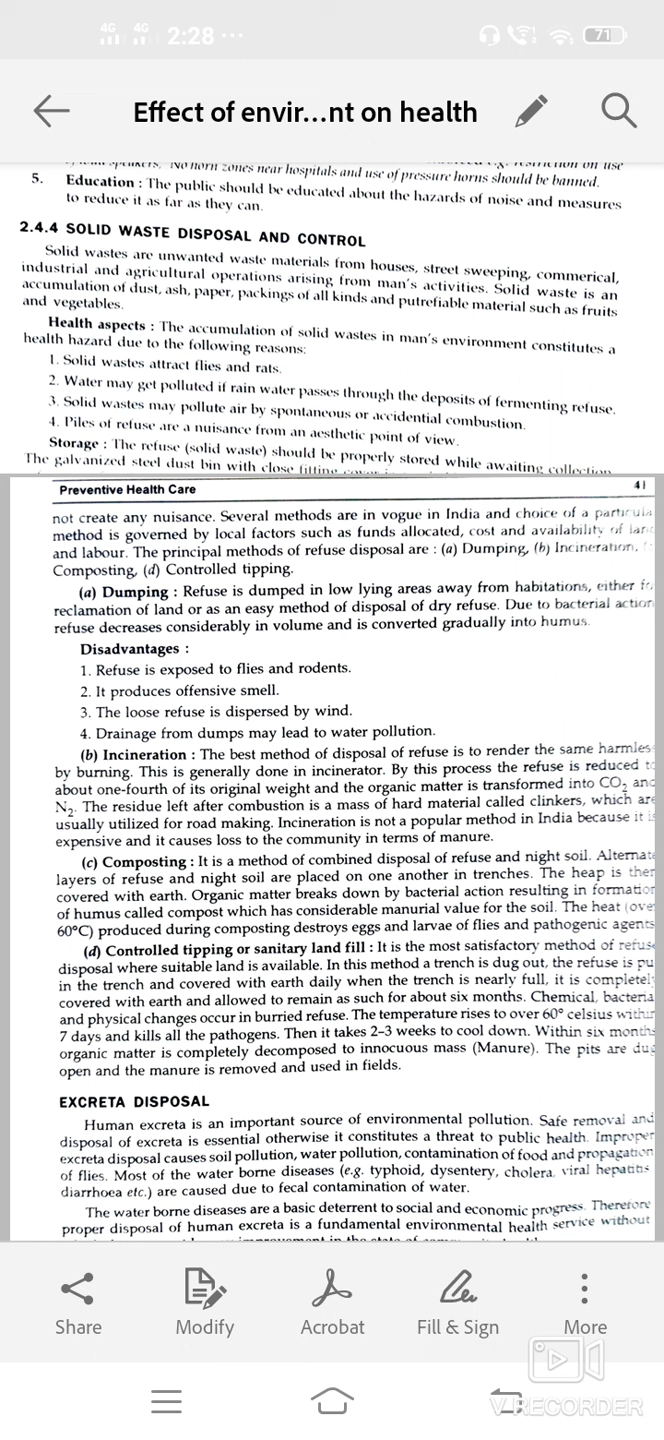 4G 4G 2:28 ... 71
Effect of envir...nt on health
No horn zones near hospitals and use of pressure horns should be banned.
5. Education : The public should be educated about the hazards of noise and measures
to reduce it as far as they can.
2.4.4 SOLID WASTE DISPOSAL AND CONTROL
Solid wastes are unwanted waste materials from houses, street sweeping, commerical,
industrial and agricultural operations arising from man's activities. Solid waste is an
accumulation of dust, ash, paper, packings of all kinds and putrefiable material such as fruits
and vegetables.
Health aspects : The accumulation of solid wastes in man's environment constitutes a
health hazard due to the following reasons:
1. Solid wastes attract flies and rats.
2. Water may get polluted if rain water passes through the deposits of fermenting refuse.
3. Solid wastes may pollute air by spontaneous or accidential combustion.
4. Piles of refuse are a nuisance from an aesthetic point of view.
Storage : The refuse (solid waste) should be properly stored while awaiting collection
The galvanized steel dust bin with close fitting
Preventive Health Care 41
not create any nuisance. Several methods are in vogue in India and choice of a
method is governed by local factors such as funds allocated, cost and availability of
and labour. The principal methods of refuse disposal are : (a) Dumping, (b) Incineration,
Composting, (d) Controlled tipping.
(a) Dumping : Refuse is dumped in low lying areas away from habitations, either
reclamation of land or as an easy method of disposal of dry refuse. Due to bacterial action
refuse decreases considerably in volume and is converted gradually into humus.
Disadvantages :
1. Refuse is exposed to flies and rodents.
2. It produces offensive smell.
3. The loose refuse is dispersed by wind.
4. Drainage from dumps may lead to water pollution.
(b) Incineration : The best method of disposal of refuse is to render the same harmless
by burning. This is generally done in incinerator. By this process the refuse is reduced to
about one-fourth of its original weight and the organic matter is transformed into CO₂ and
N₂. The residue left after combustion is a mass of hard material called clinkers, which are
usually utilized for road making. Incineration is not a popular method in India because it is
expensive and it causes loss to the community in terms of manure.
(c) Composting : It is a method of combined disposal of refuse and night soil. Alternate
layers of refuse and night soil are placed on one another in trenches. The heap is then
covered with earth. Organic matter breaks down by bacterial action resulting in formation
of humus called compost which has considerable manurial value for the soil. The heat (over
60°C) produced during composting destroys eggs and larvae of flies and pathogenic agents
(d) Controlled tipping or sanitary land fill : It is the most satisfactory method of refuse
disposal where suitable land is available. In this method a trench is dug out, the refuse is pu
in the trench and covered with earth daily when the trench is nearly full, it is completely
covered with earth and allowed to remain as such for about six months. Chemical, bacteria
and physical changes occur in burried refuse. The temperature rises to over 60° celsius within
7 days and kills all the pathogens. Then it takes 2–3 weeks to cool down. Within six months
organic matter is completely decomposed to innocuous mass (Manure). The pits are dug
open and the manure is removed and used in fields.
EXCRETA DISPOSAL
Human excreta is an important source of environmental pollution. Safe removal and
disposal of excreta is essential otherwise it constitutes a threat to public health. Improper
excreta disposal causes soil pollution, water pollution, contamination of food and propagation
of flies. Most of the water borne diseases (e.g. typhoid, dysentery, cholera, viral hepatitis
diarrhoea etc.) are caused due to fecal contamination of water.
The water borne diseases are a basic deterrent to social and economic progress. Therefore
proper disposal of human excreta is a fundamental environmental health service without
Share Modify Acrobat Fill & Sign More
V RECORDER